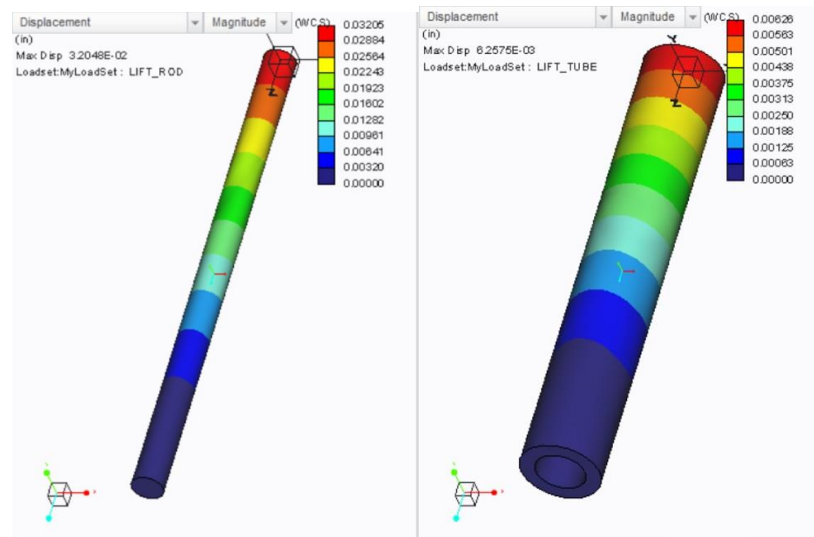 Displacement Magnitude (WCS)
(in)
Max Disp 3.2048E-02
Loadset:MyLoadSet : LIFT_ROD
0.03205
0.02884
0.02564
0.02243
0.01923
0.01602
0.01282
0.00961
0.00641
0.00320
0.00000
Z
Displacement Magnitude (WCS)
(in)
Max Disp 6.2575E-03
Loadset:MyLoadSet : LIFT_TUBE
0.00626
0.00563
0.00501
0.00438
0.00375
0.00313
0.00250
0.00188
0.00125
0.00063
0.00000
Y
Z